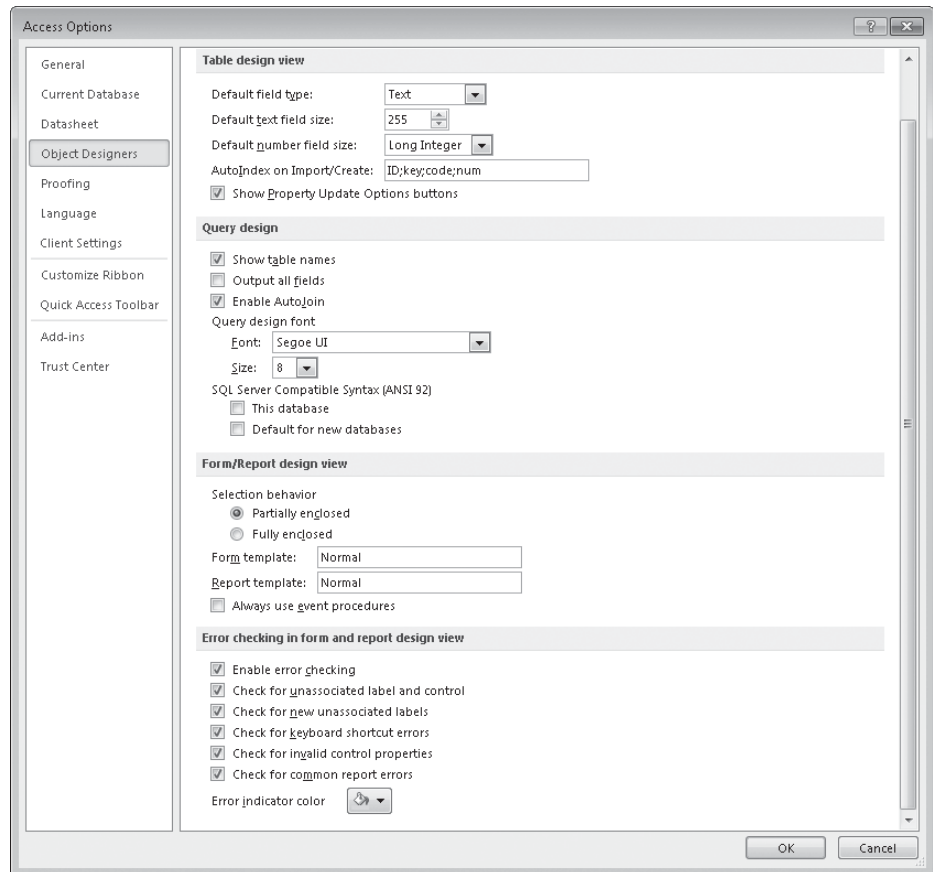 Access Options
General
Current Database
Datasheet
Object Designers
Proofing
Language
Client Settings
Customize Ribbon
Quick Access Toolbar
Add-ins
Trust Center
Table design view
Default field type: Text
Default text field size: 255
Default number field size: Long Integer
AutoIndex on Import/Create: ID;key;code;num
Show Property Update Options buttons
Query design
Show table names
Output all fields
Enable AutoJoin
Query design font
Font: Segoe UI
Size: 8
SQL Server Compatible Syntax (ANSI 92)
This database
Default for new databases
Form/Report design view
Selection behavior
Partially enclosed
Fully enclosed
Form template: Normal
Report template: Normal
Always use event procedures
Error checking in form and report design view
Enable error checking
Check for unassociated label and control
Check for new unassociated labels
Check for keyboard shortcut errors
Check for invalid control properties
Check for common report errors
Error indicator color
OK Cancel